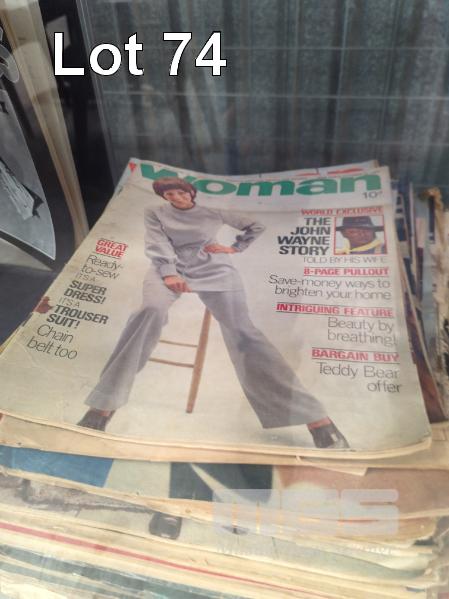 Lot 74
woman
10ᴾ
WORLD EXCLUSIVE
THE
JOHN
WAYNE
STORY
TOLD BY HIS WIFE
8-PAGE PULLOUT
Save-money ways to
brighten your home
INTRIGUING FEATURE
Beauty by
breathing!
BARGAIN BUY
Teddy Bear
offer
GREAT
VALUE
Ready-
to-sew
IT'S A
SUPER
DRESS!
IT'S A
TROUSER
SUIT!
Chain
belt too